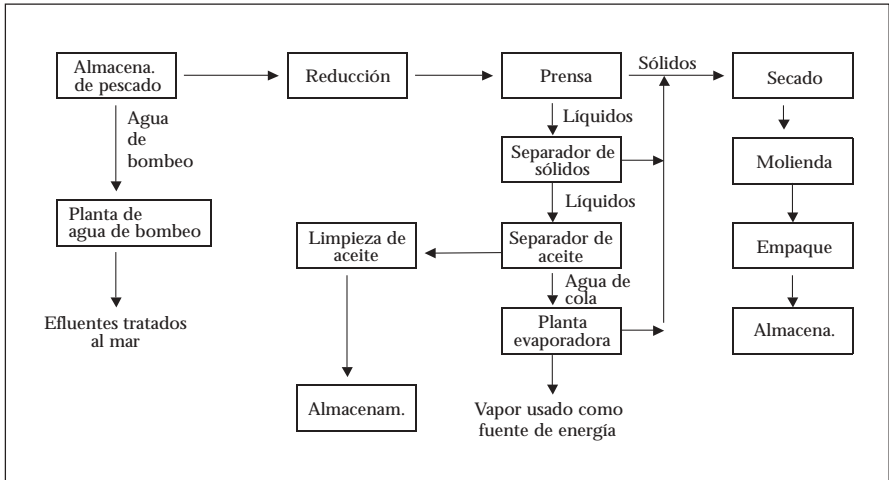 Almacena.
de pescado
Reducción
Prensa
Sólidos
Secado
Agua
de
bombeo
Líquidos
Separador de
sólidos
Molienda
Líquidos
Planta de
agua de bombeo
Limpieza de
aceite
Separador de
aceite
Empaque
Agua de
cola
Efluentes tratados
al mar
Planta
evaporadora
Almacena.
Almacenam.
Vapor usado como
fuente de energía